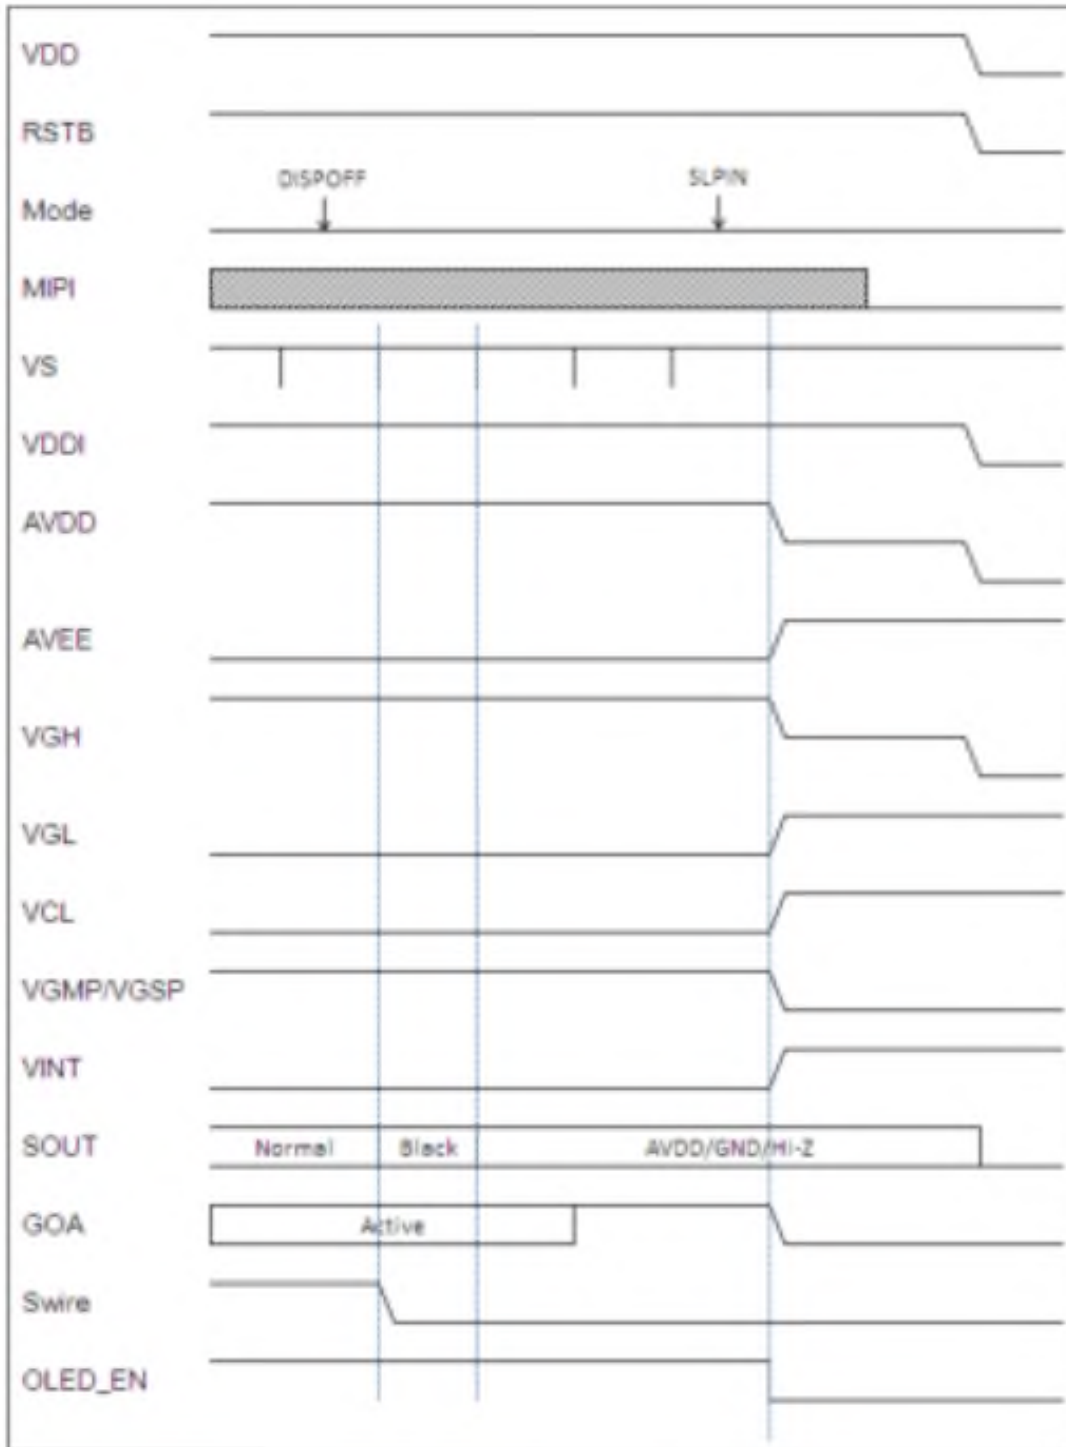 VDD
RSTB
DISPOFF
SLPIN
Mode
MIPI
VS
VDDI
AVDD
AVEE
VGH
VGL
VCL
VGMP/VGSP
VINT
SOUT Normal Black AVDD/GND/Hi-Z
GOA Active
Swire
OLED_EN